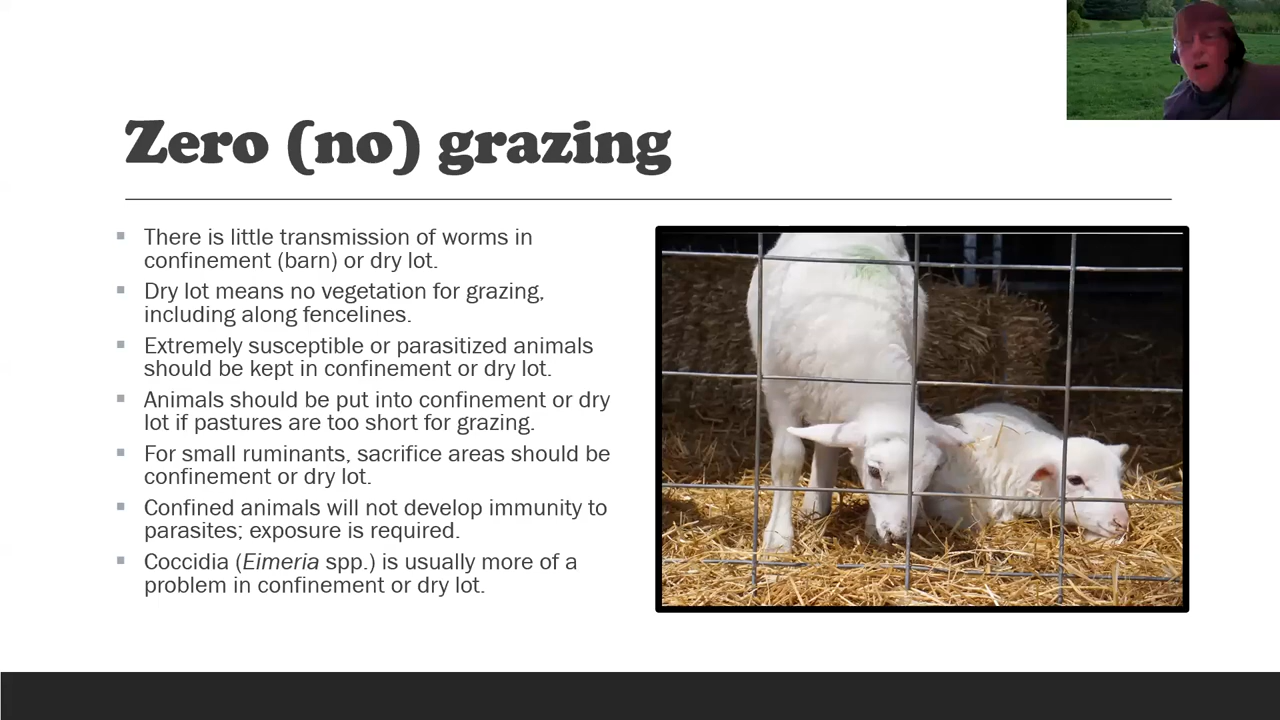 Zero (no) grazing
▪ There is little transmission of worms in
confinement (barn) or dry lot.
▪ Dry lot means no vegetation for grazing,
including along fencelines.
▪ Extremely susceptible or parasitized animals
should be kept in confinement or dry lot.
▪ Animals should be put into confinement or dry
lot if pastures are too short for grazing.
▪ For small ruminants, sacrifice areas should be
confinement or dry lot.
▪ Confined animals will not develop immunity to
parasites; exposure is required.
▪ Coccidia (Eimeria spp.) is usually more of a
problem in confinement or dry lot.